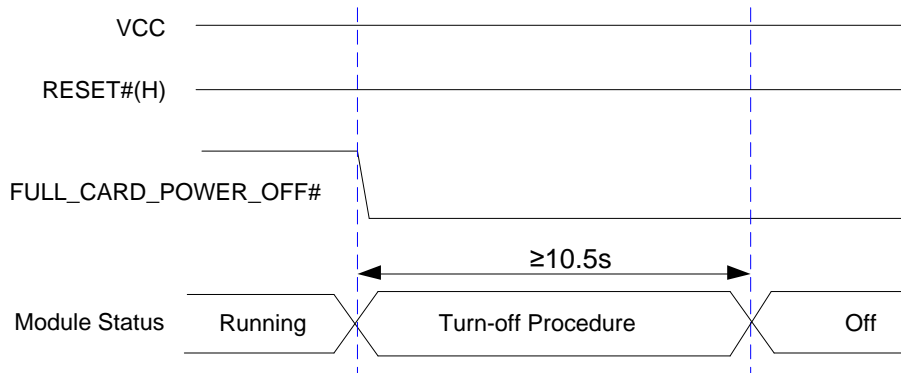 VCC
RESET#(H)
FULL_CARD_POWER_OFF#
≥10.5s
Module Status Running Turn-off Procedure Off